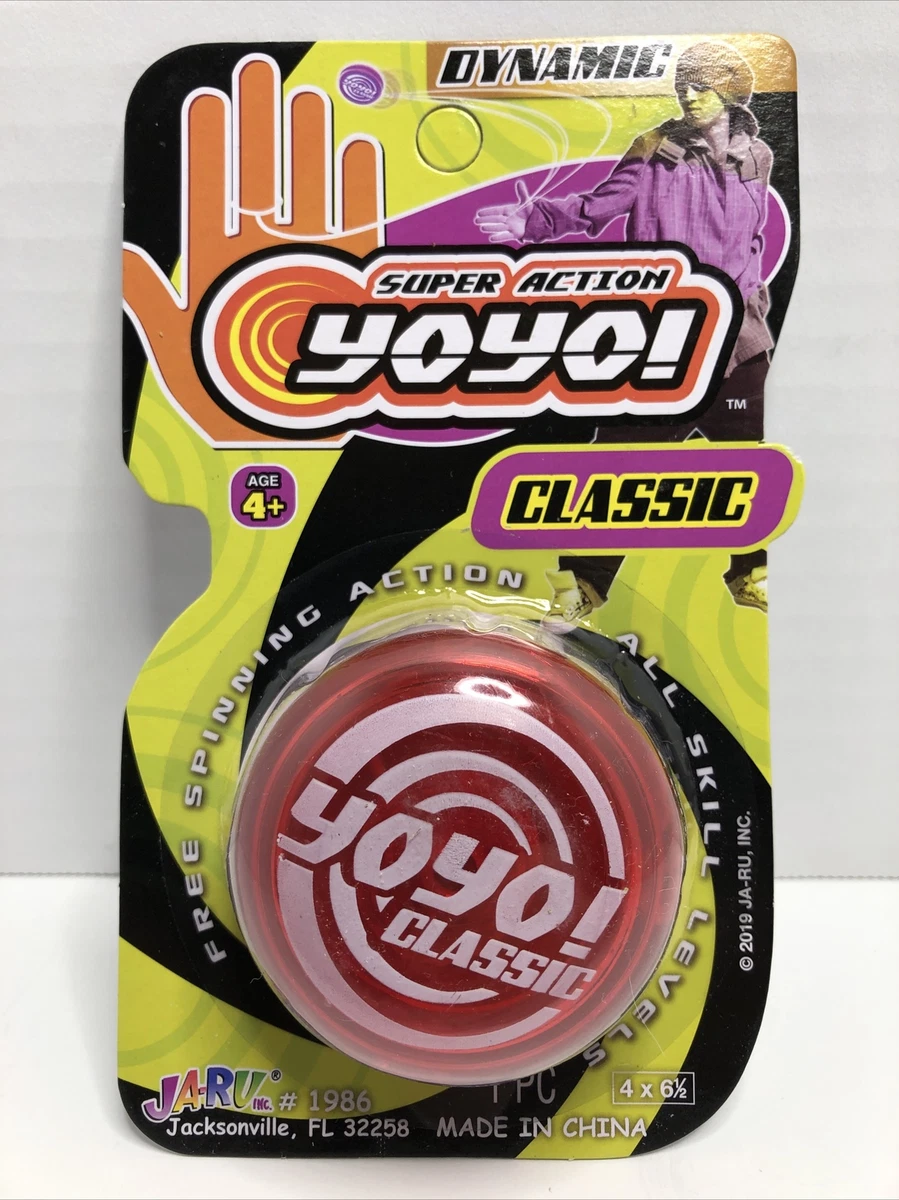 DYNAMIC
YOYO!
SUPER ACTION
YOYO!
TM
AGE
4+
CLASSIC
FREE SPINNING ACTION
ALL SKILL LEVELS
YOYO!
CLASSIC
© 2019 JA-RU, INC.
JA-RU® INC. # 1986
1 PC
4 x 6½
Jacksonville, FL 32258 MADE IN CHINA